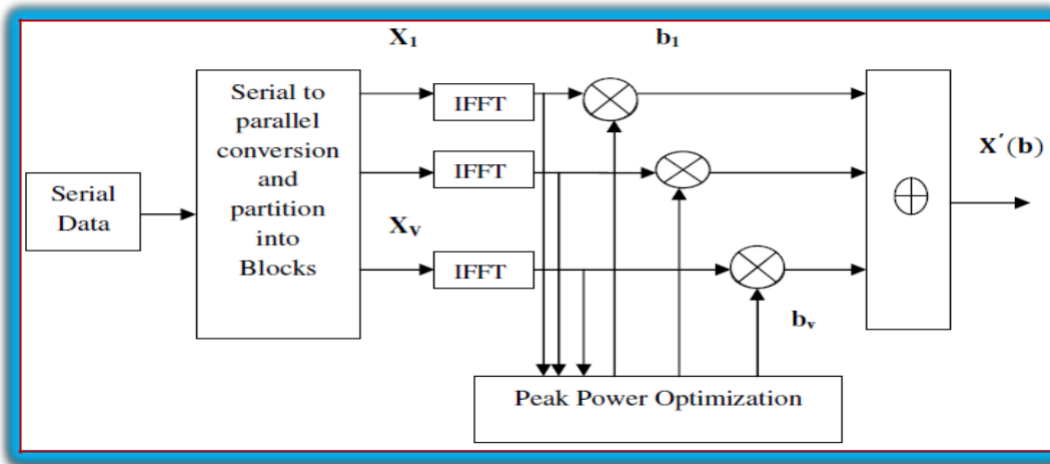 X₁
b₁
Serial to
parallel
conversion
and
partition
into
Blocks
IFFT
IFFT
IFFT
Serial
Data
Xᵥ
X′(b)
bᵥ
Peak Power Optimization